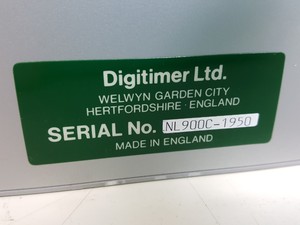 Digitimer Ltd.
WELWYN GARDEN CITY
HERTFORDSHIRE · ENGLAND
SERIAL No. NL900C-1950
MADE IN ENGLAND